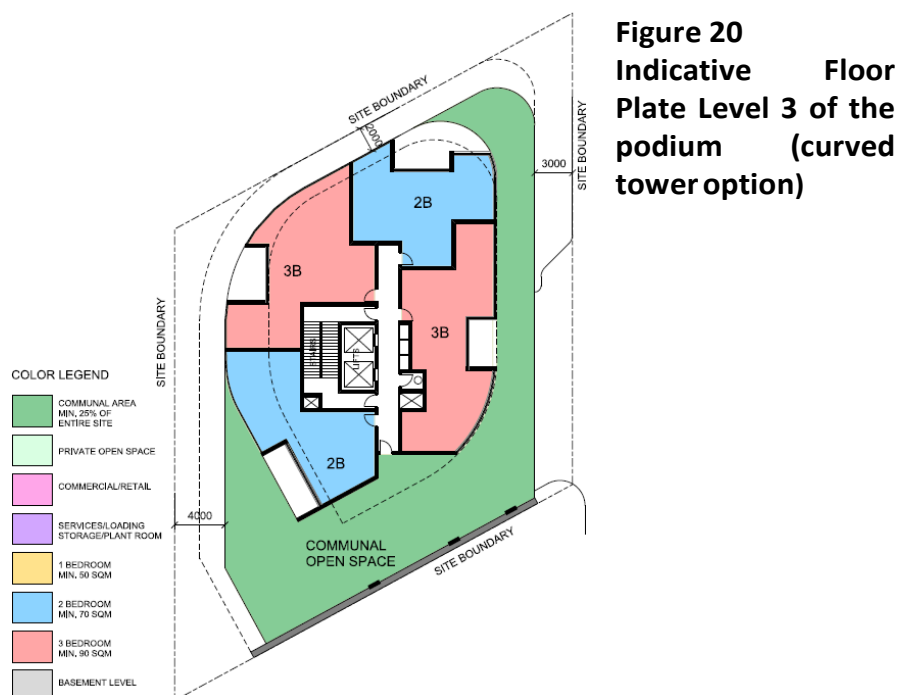 Figure 20
Indicative Floor
Plate Level 3 of the
podium (curved
tower option)
SITE BOUNDARY
2000
3000
SITE BOUNDARY
2B
3B
3B
SITE BOUNDARY
STAIRS
LIFTS
2B
4000
COMMUNAL
OPEN SPACE
SITE BOUNDARY
COLOR LEGEND
COMMUNAL AREA
MIN, 25% OF
ENTIRE SITE
PRIVATE OPEN SPACE
COMMERCIAL/RETAIL
SERVICES/LOADING
STORAGE/PLANT ROOM
1 BEDROOM
MIN, 50 SQM
2 BEDROOM
MIN, 70 SQM
3 BEDROOM
MIN, 90 SQM
BASEMENT LEVEL